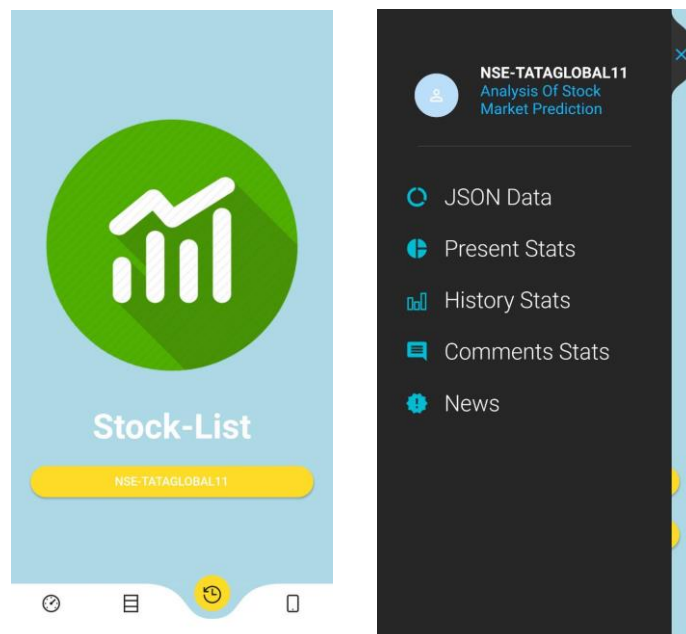 Stock-List
NSE-TATAGLOBAL11
NSE-TATAGLOBAL11
Analysis Of Stock
Market Prediction
JSON Data
Present Stats
History Stats
Comments Stats
News